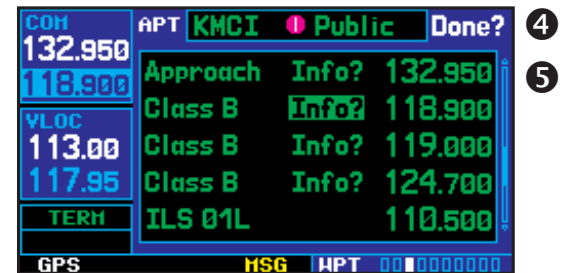 COM
132.950
118.900
VLOC
113.00
117.95
TERM
APT KMCI Public Done?
Approach Info? 132.950
Class B Info? 118.900
Class B Info? 119.000
Class B Info? 124.700
ILS 01L 110.500
GPS MSG WPT
4
5